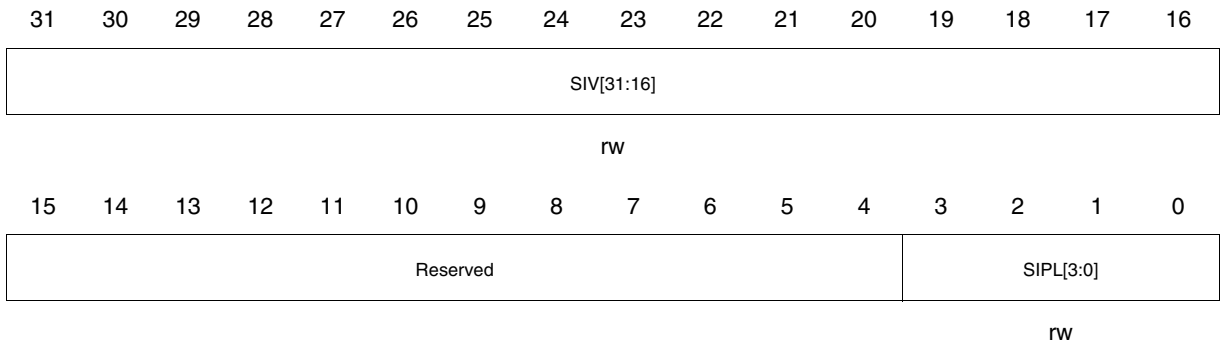 31 30 29 28 27 26 25 24 23 22 21 20 19 18 17 16
SIV[31:16]
rw
15 14 13 12 11 10 9 8 7 6 5 4 3 2 1 0
Reserved SIPL[3:0]
rw